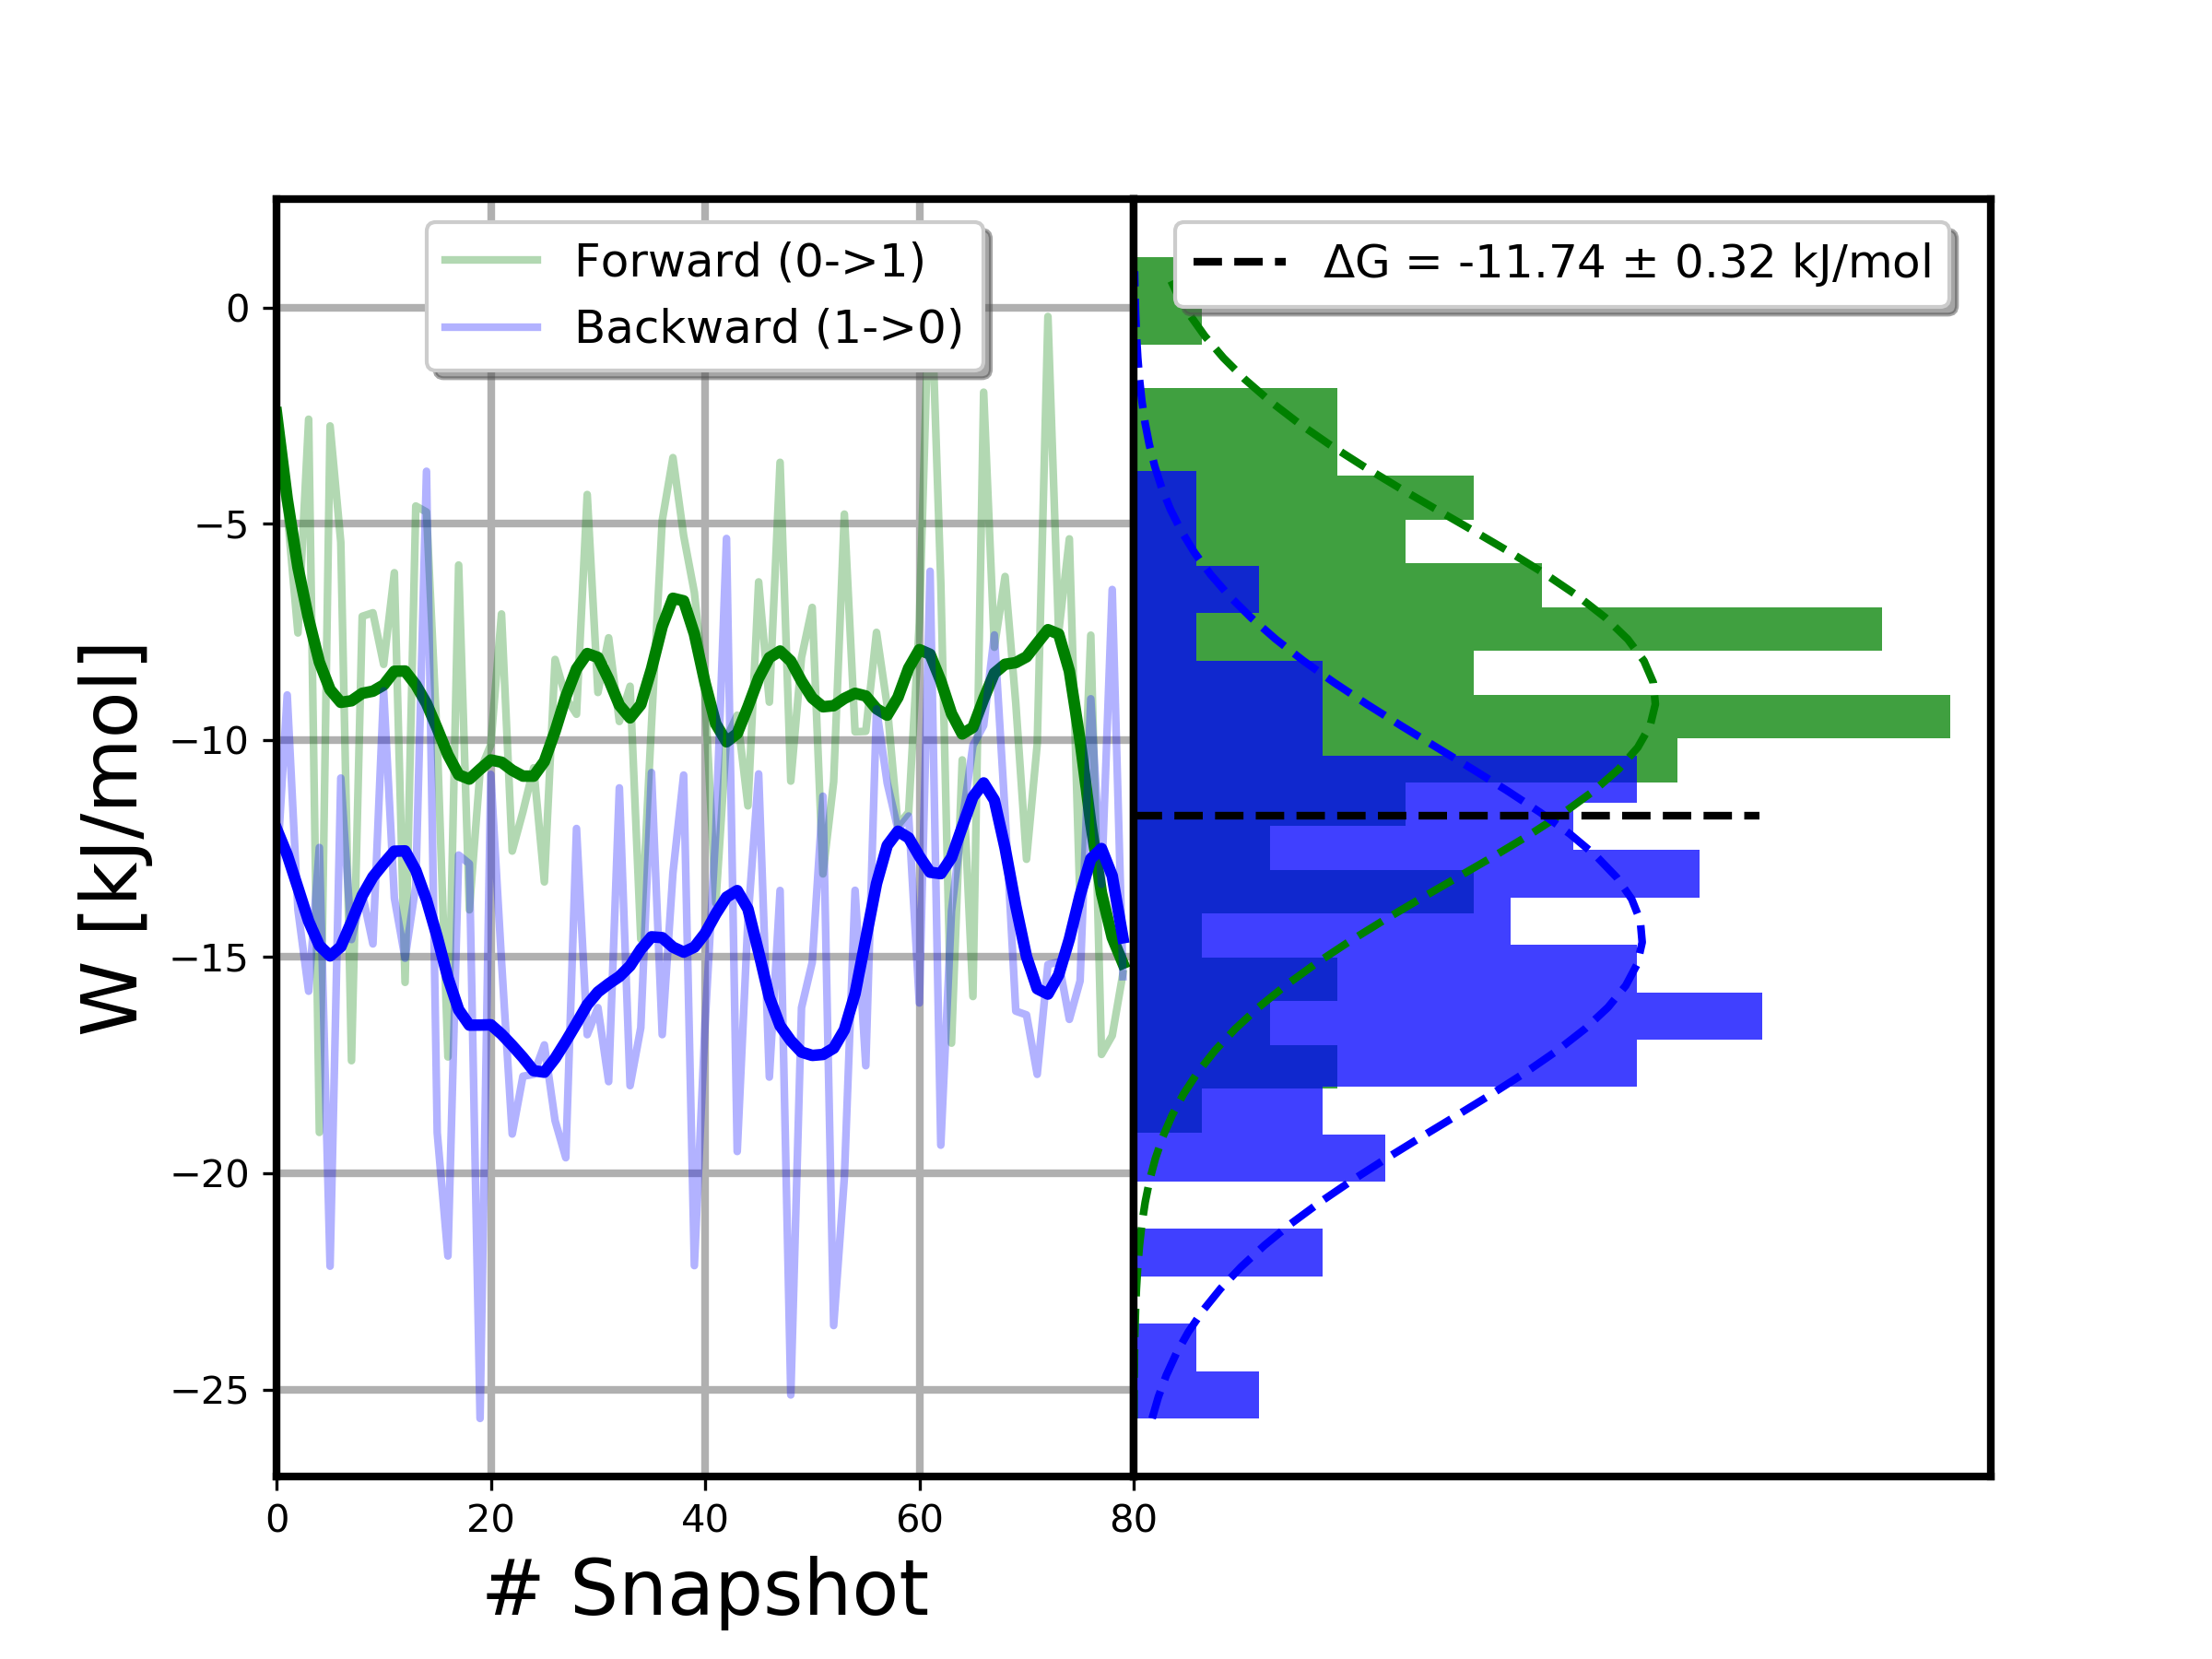 Forward (0->1)
Backward (1->0)
ΔG = -11.74 ± 0.32 kJ/mol
0
−5
−10
−15
−20
−25
W [kJ/mol]
0 20 40 60 80
# Snapshot